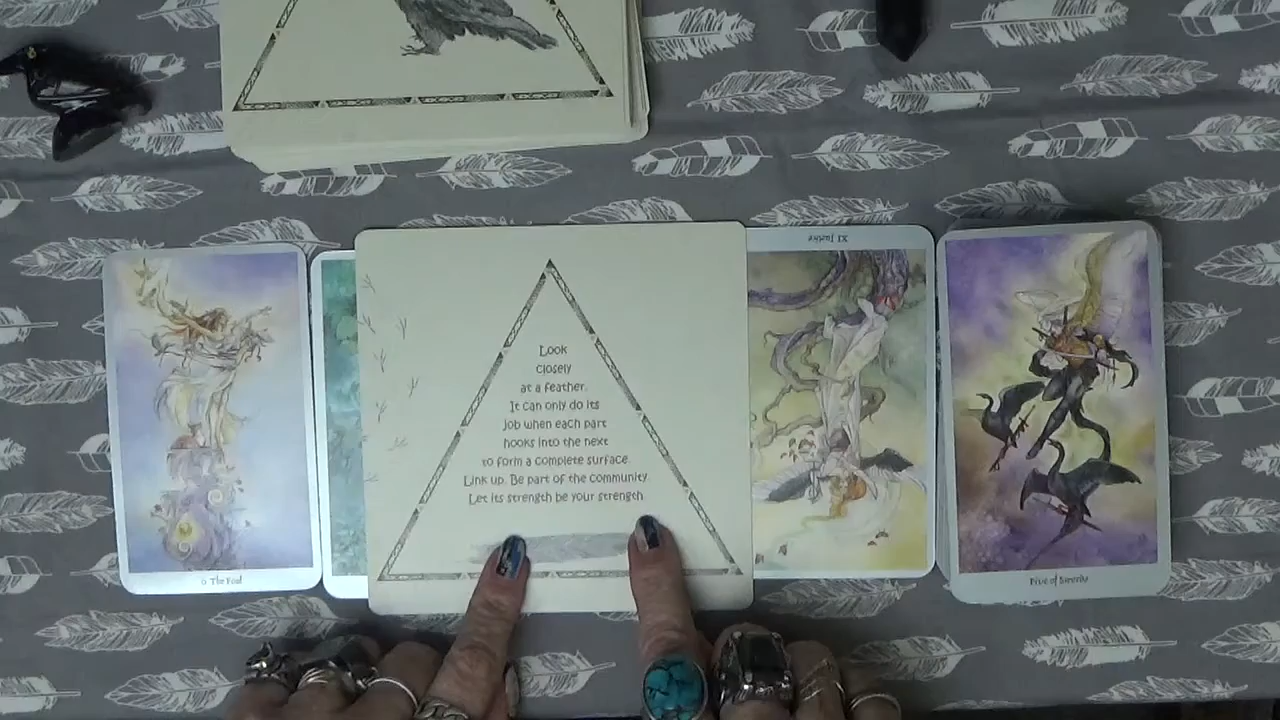 XI Justice
Look
closely
at a feather.
It can only do its
job when each part
hooks into the next
to form a complete surface.
Link up. Be part of the community.
Let its strength be your strength
0 The Fool
Five of Swords